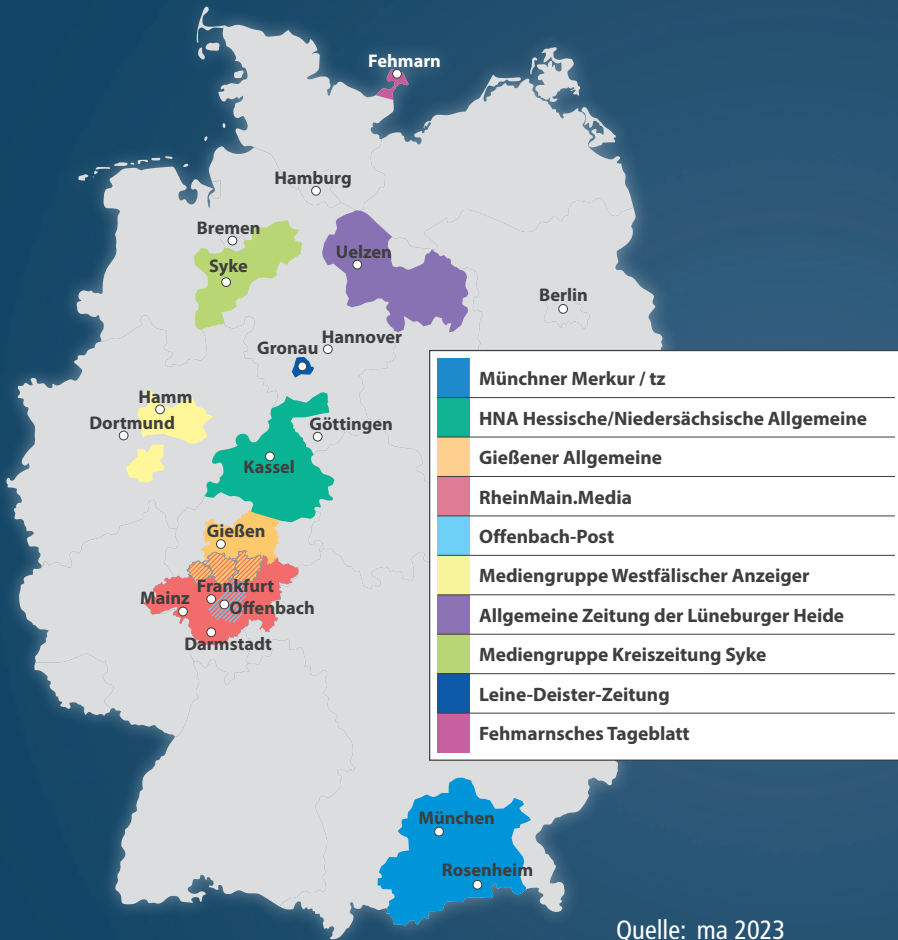 Fehmarn
Hamburg
Bremen
Syke
Uelzen
Berlin
Hannover
Gronau
Hamm
Dortmund
Göttingen
Kassel
Gießen
Frankfurt
Mainz
Offenbach
Darmstadt
Münchner Merkur / tz
HNA Hessische/Niedersächsische Allgemeine
Gießener Allgemeine
RheinMain.Media
Offenbach-Post
Mediengruppe Westfälischer Anzeiger
Allgemeine Zeitung der Lüneburger Heide
Mediengruppe Kreiszeitung Syke
Leine-Deister-Zeitung
Fehmarnsches Tageblatt
München
Rosenheim
Quelle: ma 2023